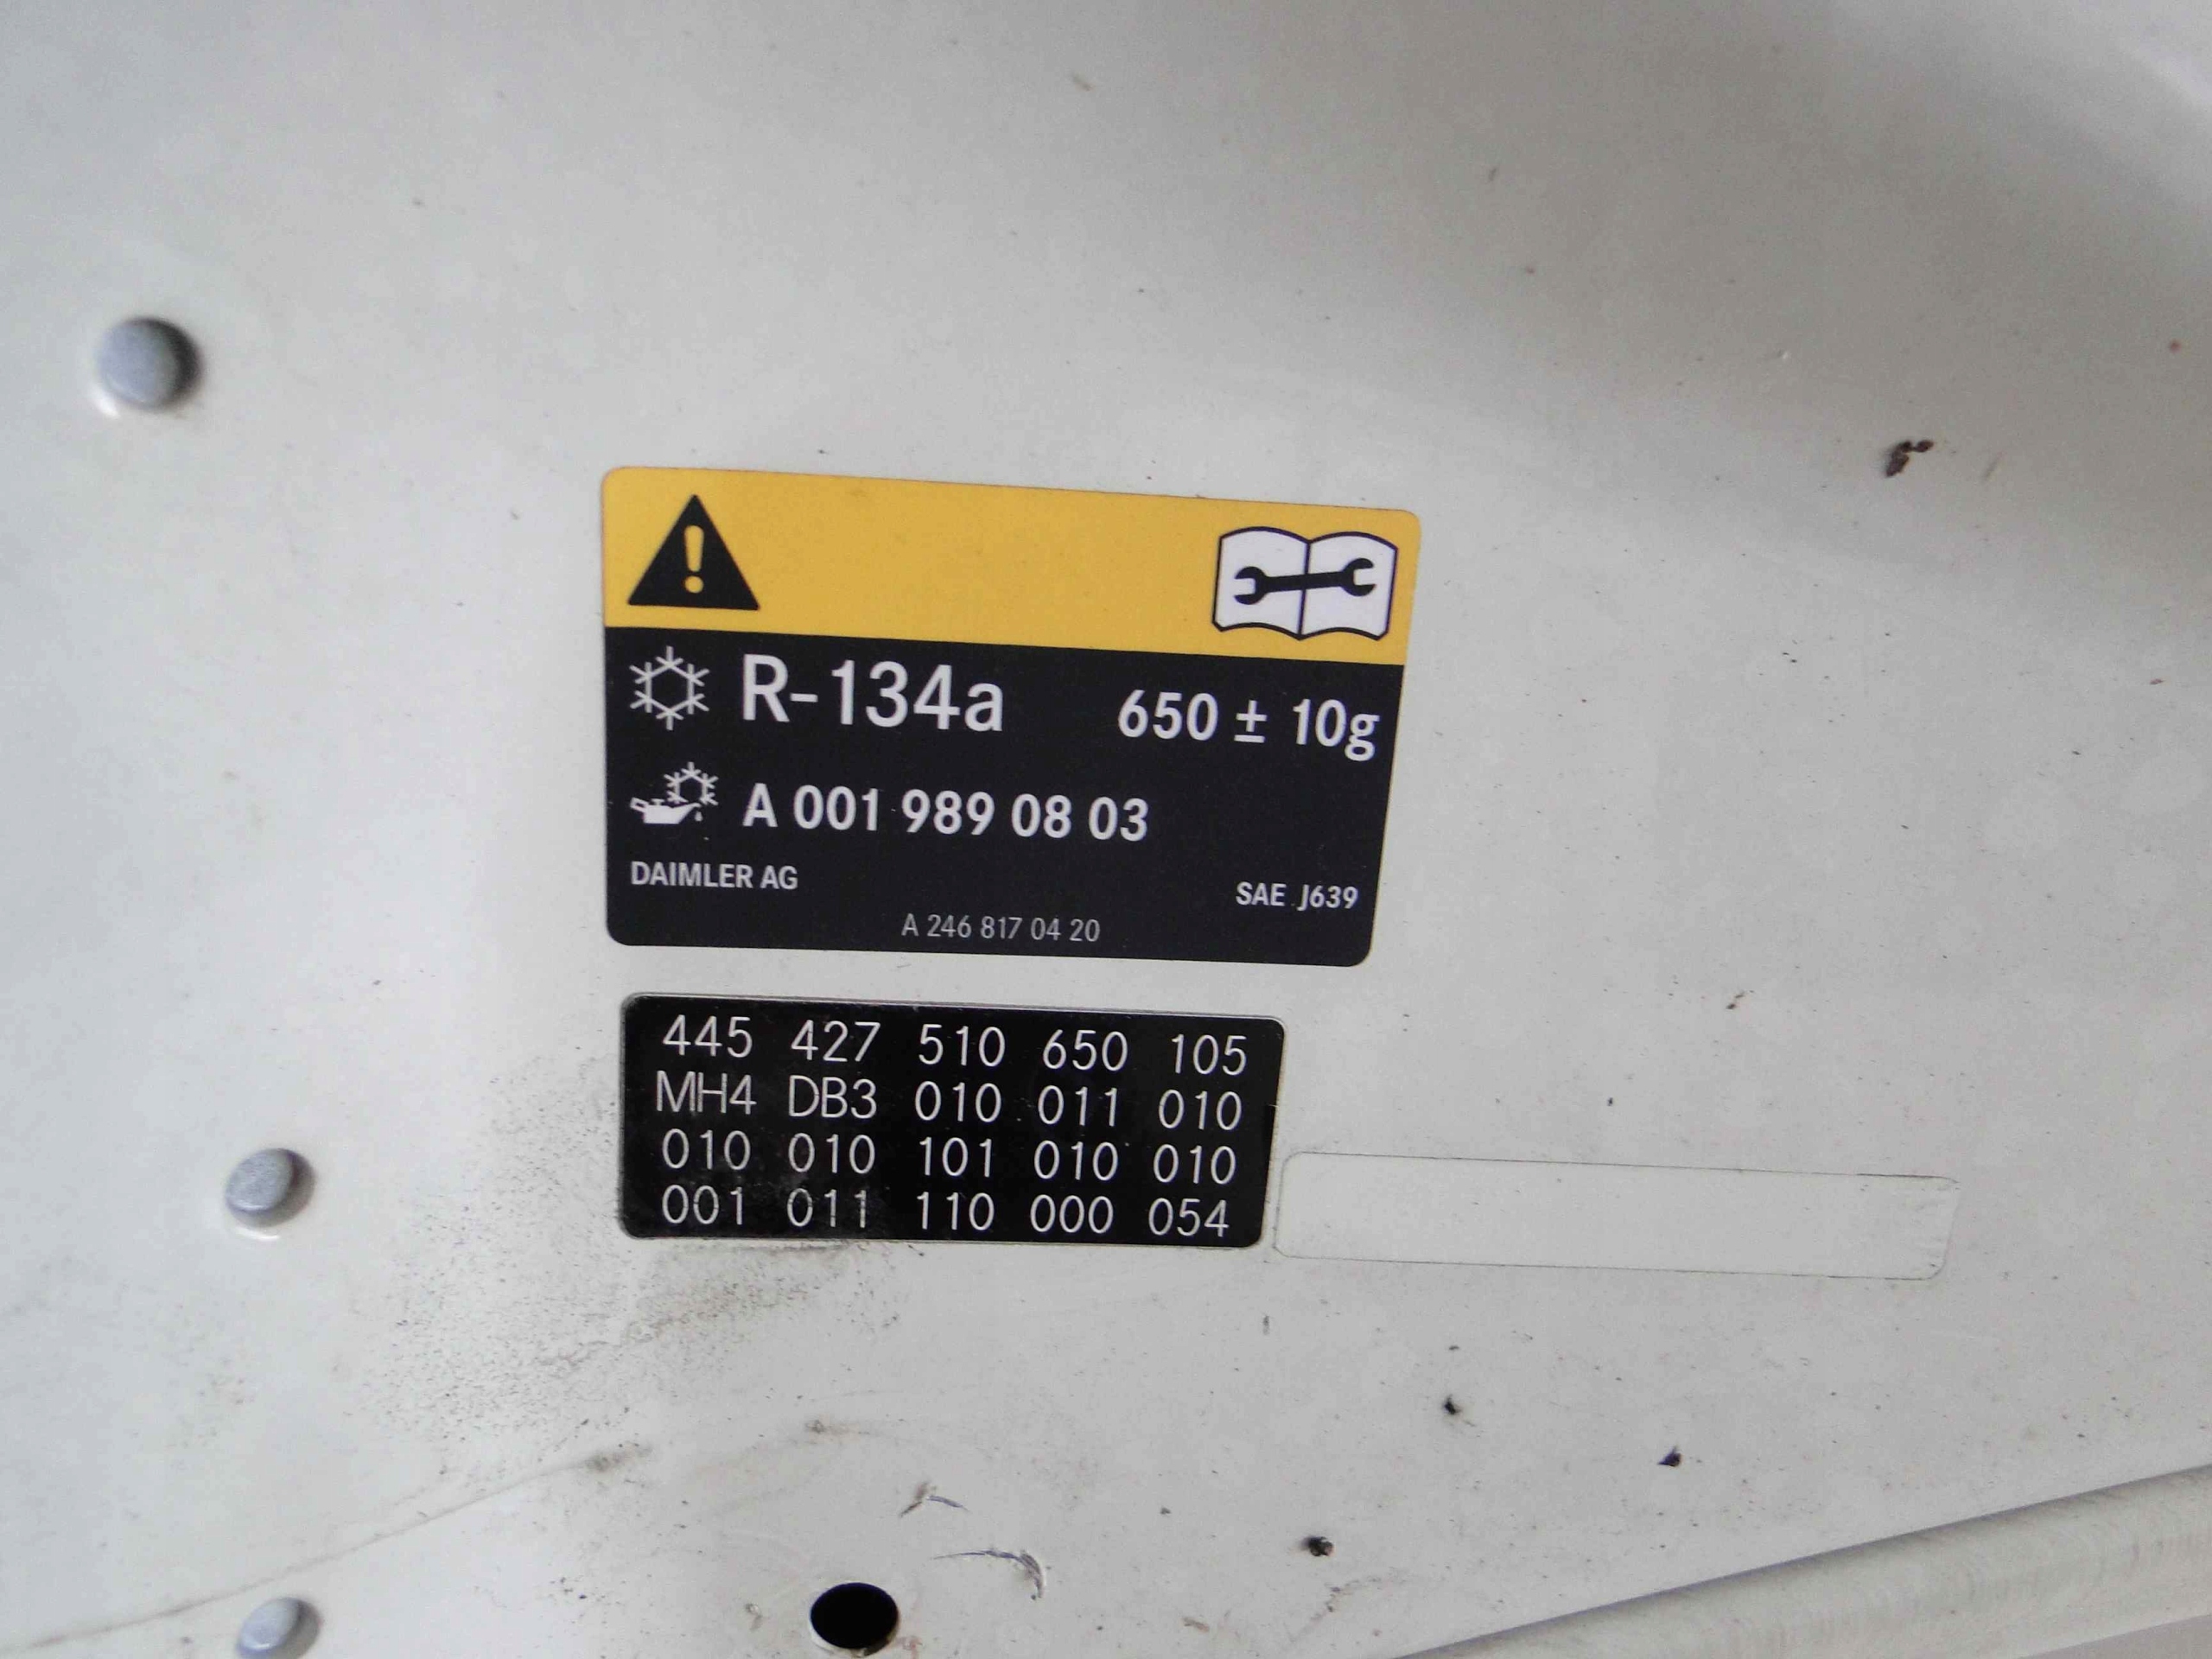 R-134a 650 ± 10g
A 001 989 08 03
DAIMLER AG SAE J639
A 246 817 04 20
445 427 510 650 105
MH4 DB3 010 011 010
010 010 101 010 010
001 011 110 000 054